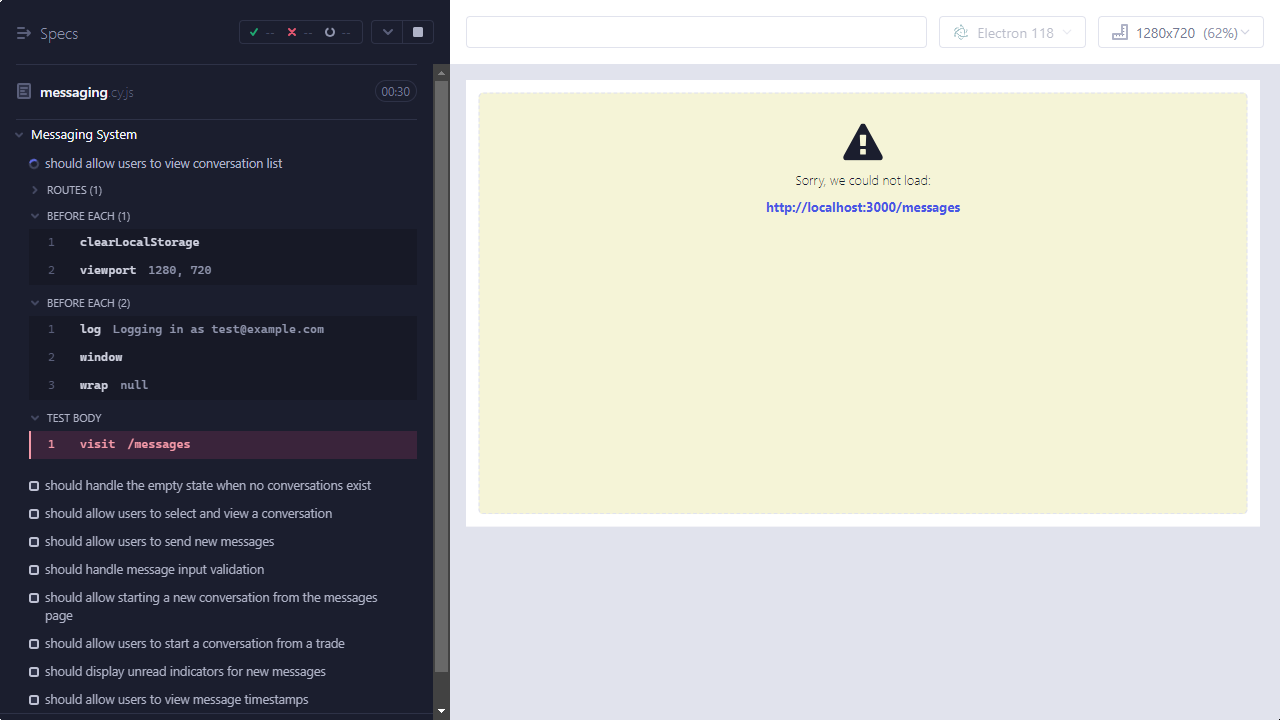 Specs
--
--
--
messaging.cy.js
00:30
Messaging System
should allow users to view conversation list
ROUTES (1)
BEFORE EACH (1)
1 clearLocalStorage
2 viewport 1280, 720
BEFORE EACH (2)
1 log Logging in as test@example.com
2 window
3 wrap null
TEST BODY
1 visit /messages
should handle the empty state when no conversations exist
should allow users to select and view a conversation
should allow users to send new messages
should handle message input validation
should allow starting a new conversation from the messages
page
should allow users to start a conversation from a trade
should display unread indicators for new messages
should allow users to view message timestamps
Electron 118
1280x720 (62%)
Sorry, we could not load:
http://localhost:3000/messages